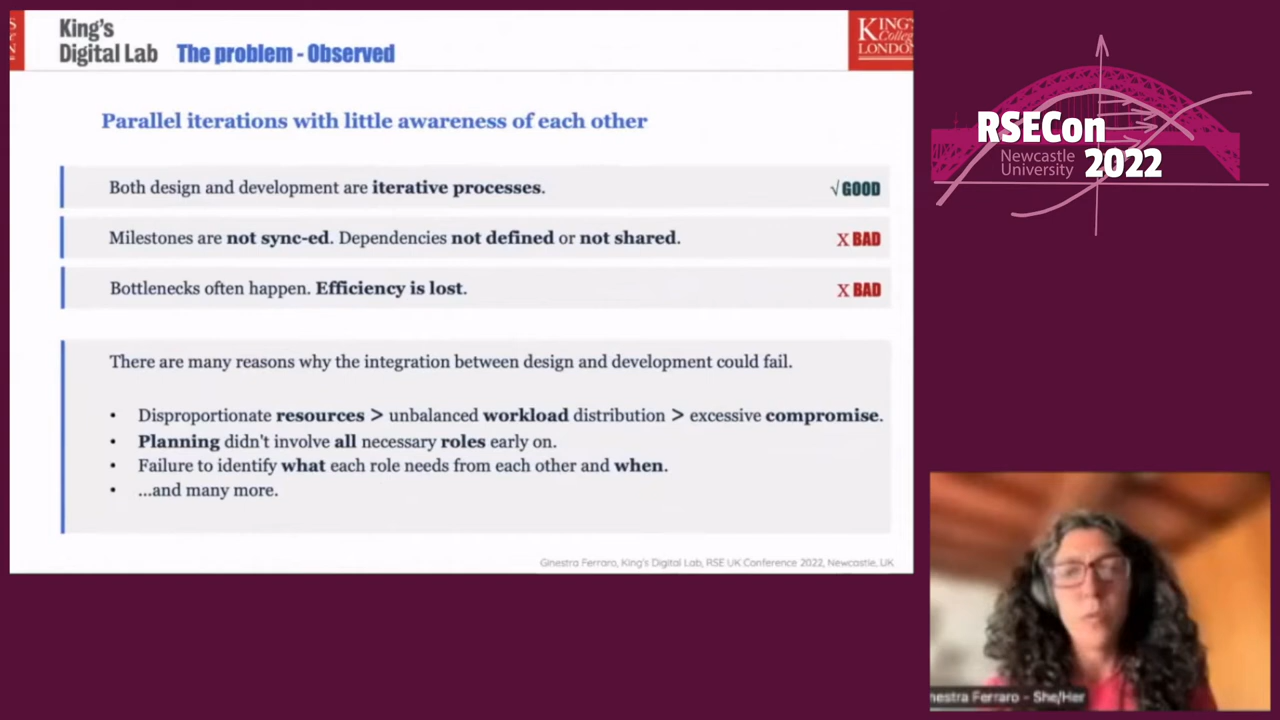 King's
Digital Lab
The problem - Observed
KING'S
College
LONDON
Parallel iterations with little awareness of each other
Both design and development are iterative processes.
√ GOOD
Milestones are not sync-ed. Dependencies not defined or not shared.
X BAD
Bottlenecks often happen. Efficiency is lost.
X BAD
There are many reasons why the integration between design and development could fail.
• Disproportionate resources > unbalanced workload distribution > excessive compromise.
• Planning didn't involve all necessary roles early on.
• Failure to identify what each role needs from each other and when.
• ...and many more.
Ginestra Ferraro, King's Digital Lab, RSE UK Conference 2022, Newcastle, UK
RSECon
Newcastle
University
2022
nestra Ferraro - She/Her